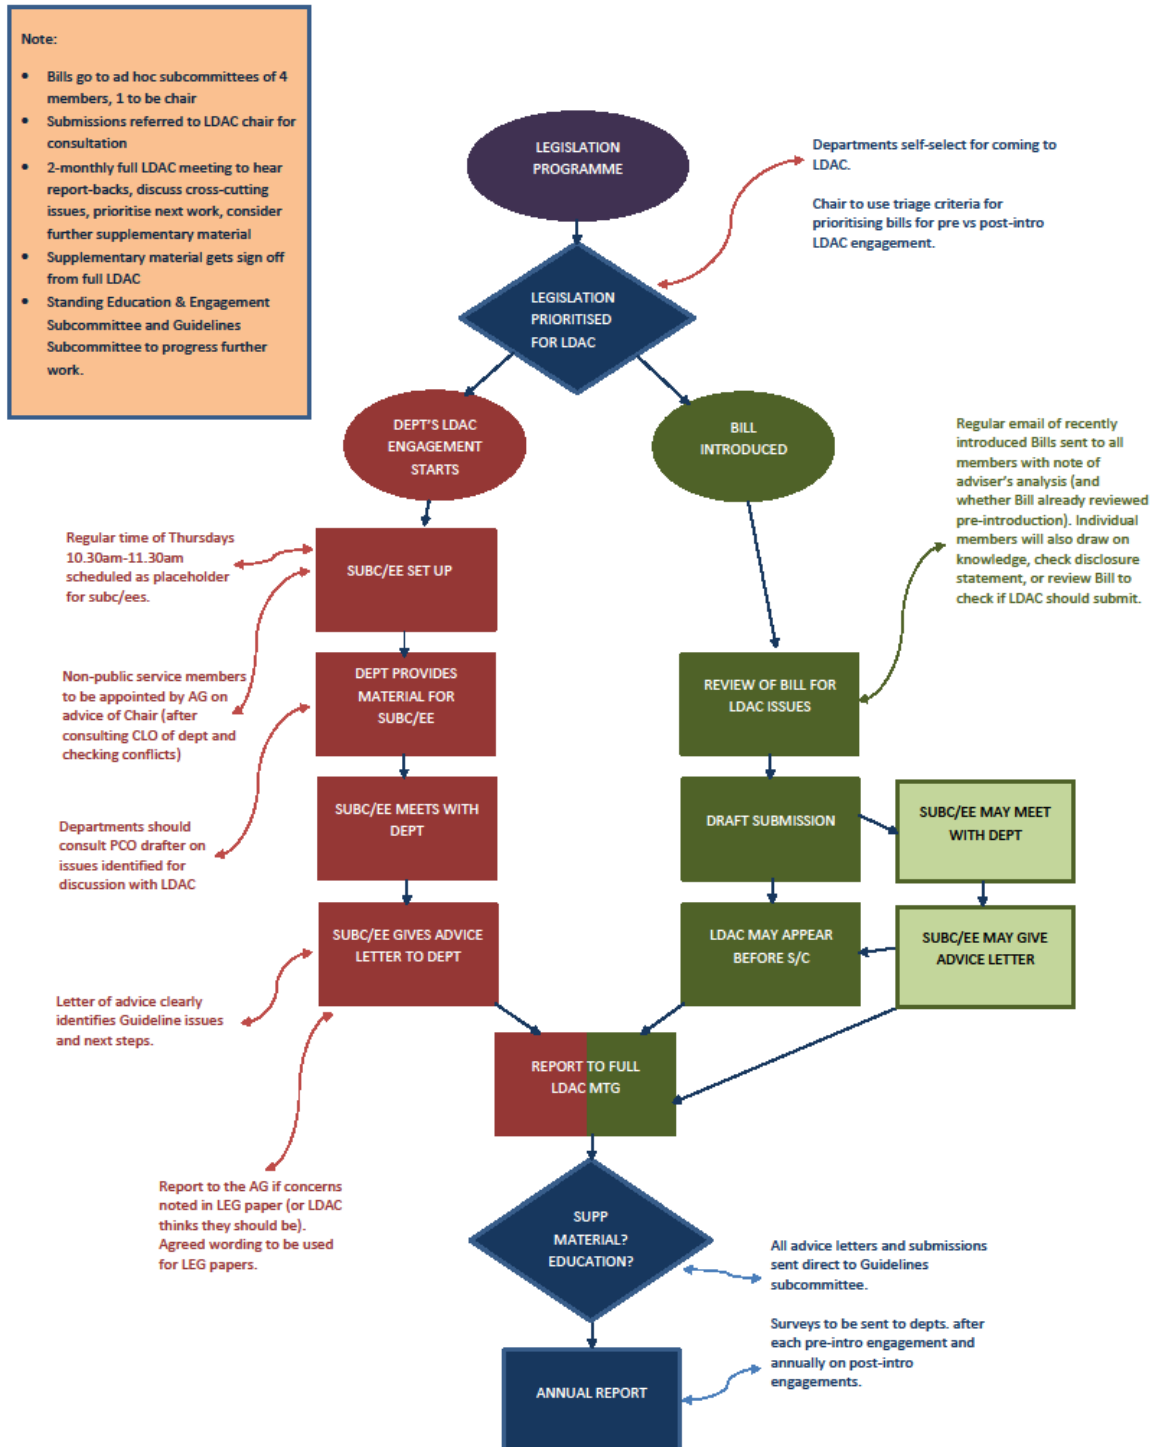 Note:
• Bills go to ad hoc subcommittees of 4
members, 1 to be chair
• Submissions referred to LDAC chair for
consultation
• 2-monthly full LDAC meeting to hear
report-backs, discuss cross-cutting
issues, prioritise next work, consider
further supplementary material
• Supplementary material gets sign off
from full LDAC
• Standing Education & Engagement
Subcommittee and Guidelines
Subcommittee to progress further
work.
LEGISLATION
PROGRAMME
Departments self-select for coming to
LDAC.
Chair to use triage criteria for
prioritising bills for pre vs post-intro
LDAC engagement.
LEGISLATION
PRIORITISED
FOR LDAC
DEPT'S LDAC
ENGAGEMENT
STARTS
BILL
INTRODUCED
Regular email of recently
introduced Bills sent to all
members with note of
adviser's analysis (and
whether Bill already reviewed
pre-introduction). Individual
members will also draw on
knowledge, check disclosure
statement, or review Bill to
check if LDAC should submit.
Regular time of Thursdays
10.30am-11.30am
scheduled as placeholder
for subc/ees.
SUBC/EE SET UP
Non-public service members
to be appointed by AG on
advice of Chair (after
consulting CLO of dept and
checking conflicts)
DEPT PROVIDES
MATERIAL FOR
SUBC/EE
REVIEW OF BILL FOR
LDAC ISSUES
Departments should
consult PCO drafter on
issues identified for
discussion with LDAC
SUBC/EE MEETS WITH
DEPT
DRAFT SUBMISSION
SUBC/EE MAY MEET
WITH DEPT
SUBC/EE GIVES ADVICE
LETTER TO DEPT
LDAC MAY APPEAR
BEFORE S/C
SUBC/EE MAY GIVE
ADVICE LETTER
Letter of advice clearly
identifies Guideline issues
and next steps.
REPORT TO FULL
LDAC MTG
Report to the AG if concerns
noted in LEG paper (or LDAC
thinks they should be).
Agreed wording to be used
for LEG papers.
SUPP
MATERIAL?
EDUCATION?
All advice letters and submissions
sent direct to Guidelines
subcommittee.
Surveys to be sent to depts. after
each pre-intro engagement and
annually on post-intro
engagements.
ANNUAL REPORT